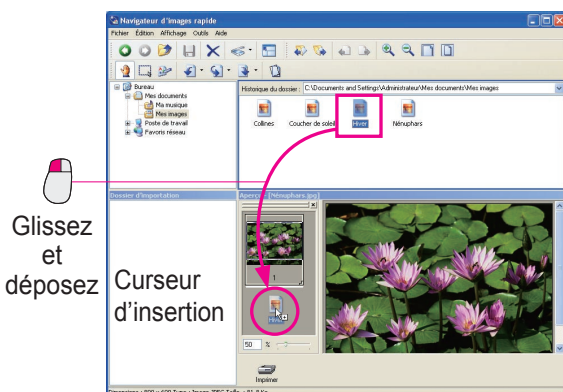 Navigateur d'images rapide
Fichier Édition Affichage Outils Aide
Bureau
Mes documents
Ma musique
Mes images
Poste de travail
Favoris réseau
Historique du dossier : C:\Documents and Settings\Administrateur\Mes documents\Mes images
Collines
Coucher de soleil
Hiver
Nénuphars
Glissez
et
déposez
Dossier d'importation
Aperçu [Nénuphars.jpg]
1
Curseur
d'insertion
50 %
Imprimer